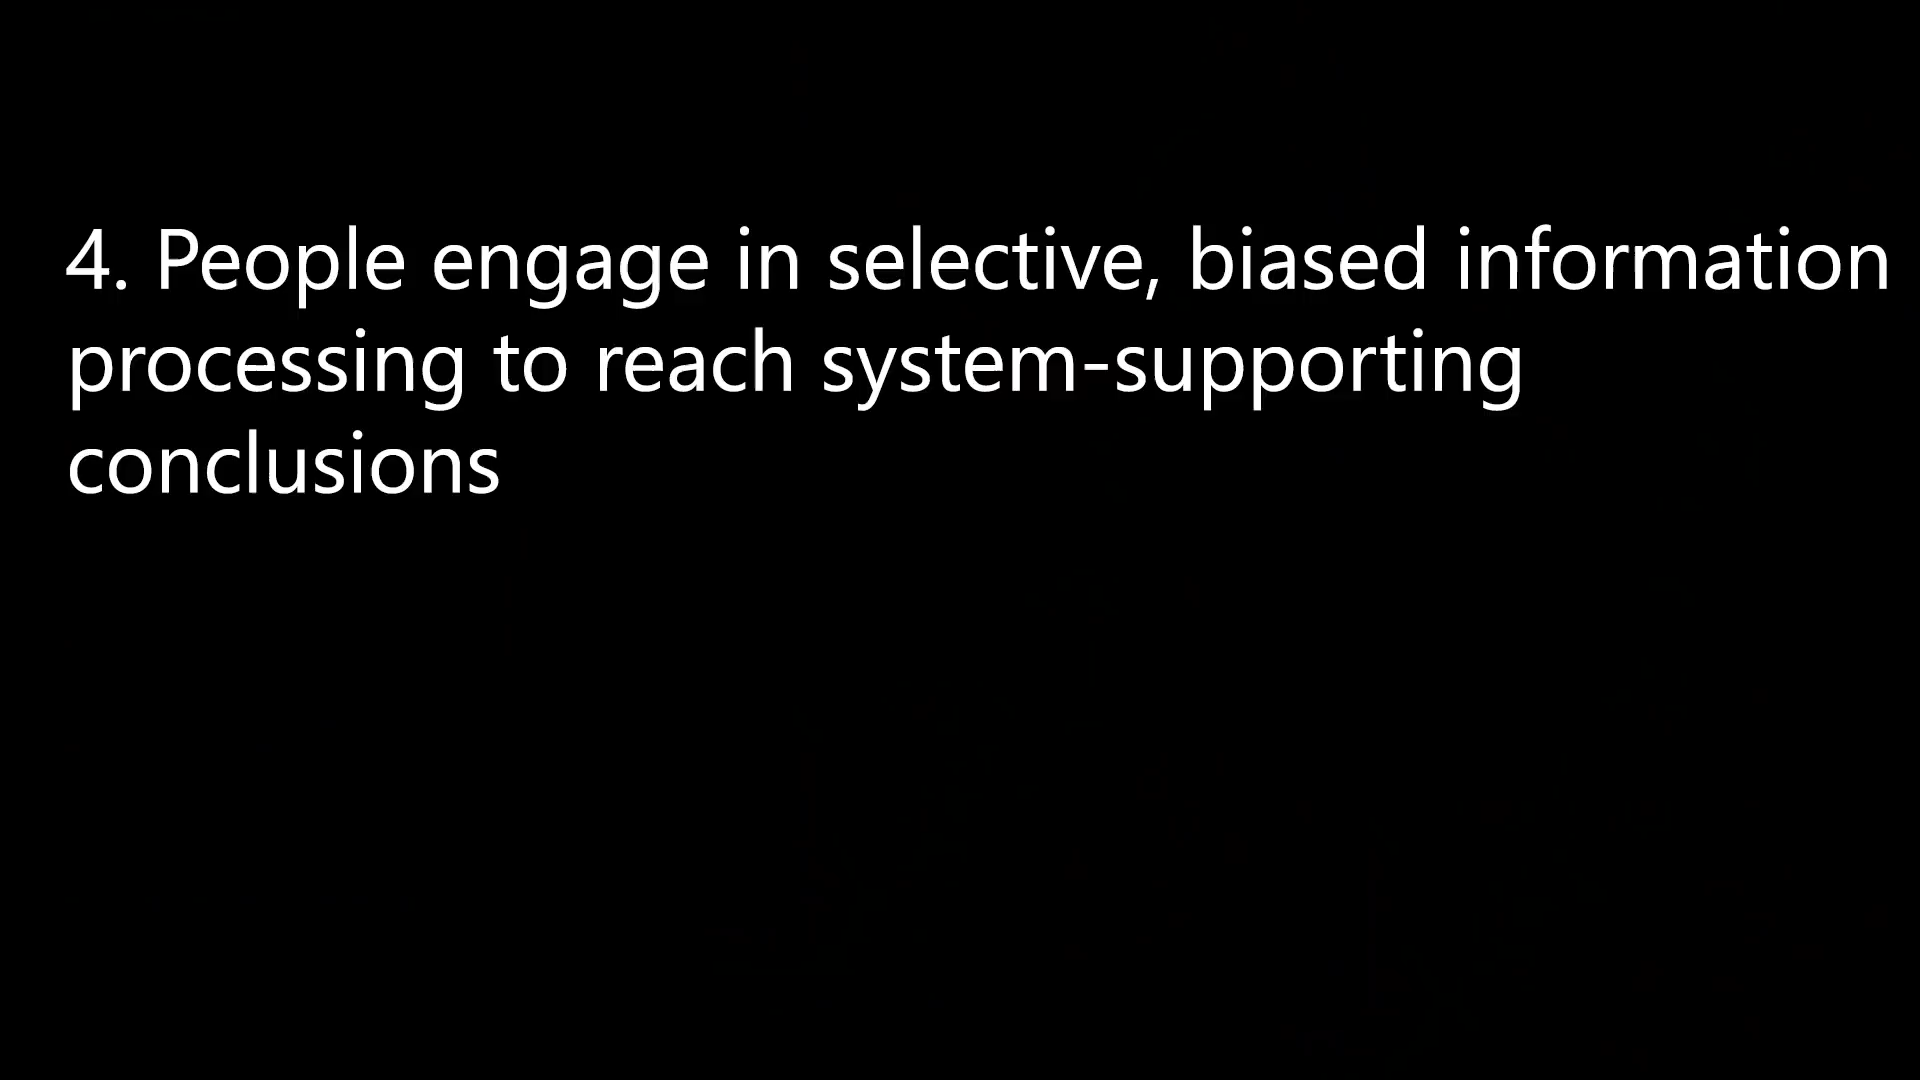 4. People engage in selective, biased information
processing to reach system-supporting
conclusions